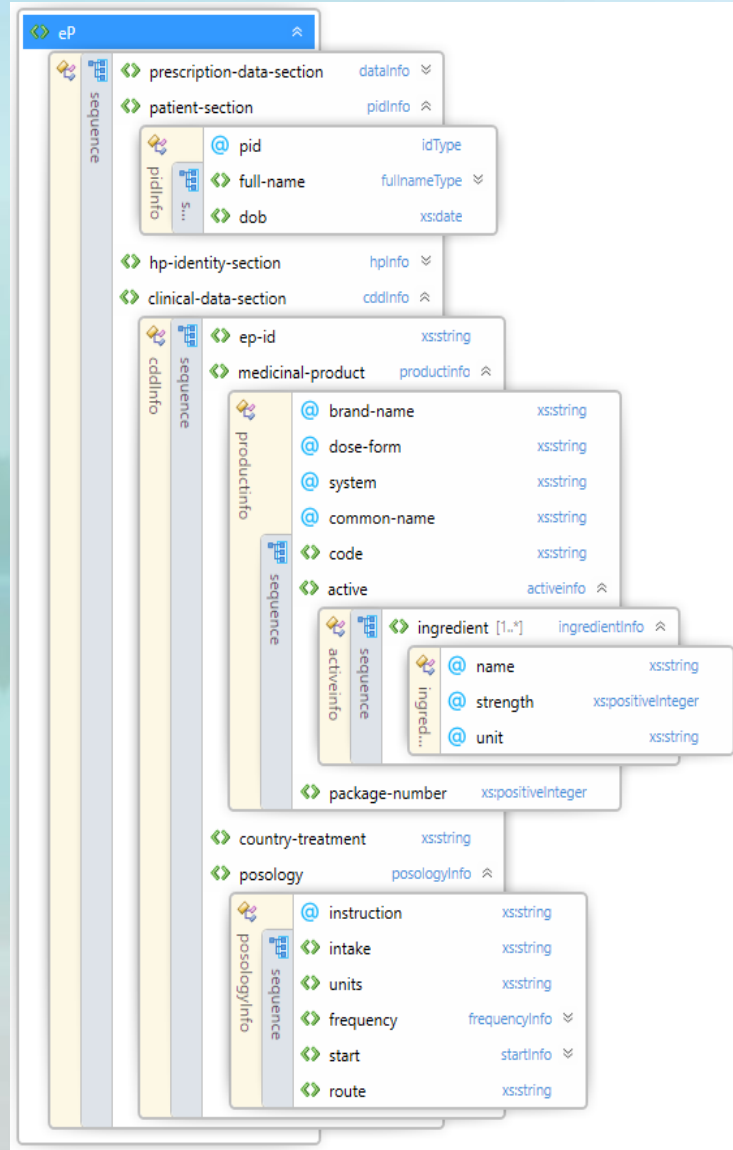 eP
sequence
prescription-data-section dataInfo
patient-section pidInfo
pidInfo
s...
@ pid idType
full-name fullnameType
dob xs:date
hp-identity-section hpInfo
clinical-data-section cddInfo
cddInfo
sequence
ep-id xs:string
medicinal-product productinfo
productinfo
@ brand-name xs:string
@ dose-form xs:string
@ system xs:string
@ common-name xs:string
sequence
code xs:string
active activeinfo
activeinfo
sequence
ingredient [1..*] ingredientInfo
ingred...
@ name xs:string
@ strength xs:positiveInteger
@ unit xs:string
package-number xs:positiveInteger
country-treatment xs:string
posology posologyInfo
posologyInfo
@ instruction xs:string
sequence
intake xs:string
units xs:string
frequency frequencyInfo
start startInfo
route xs:string